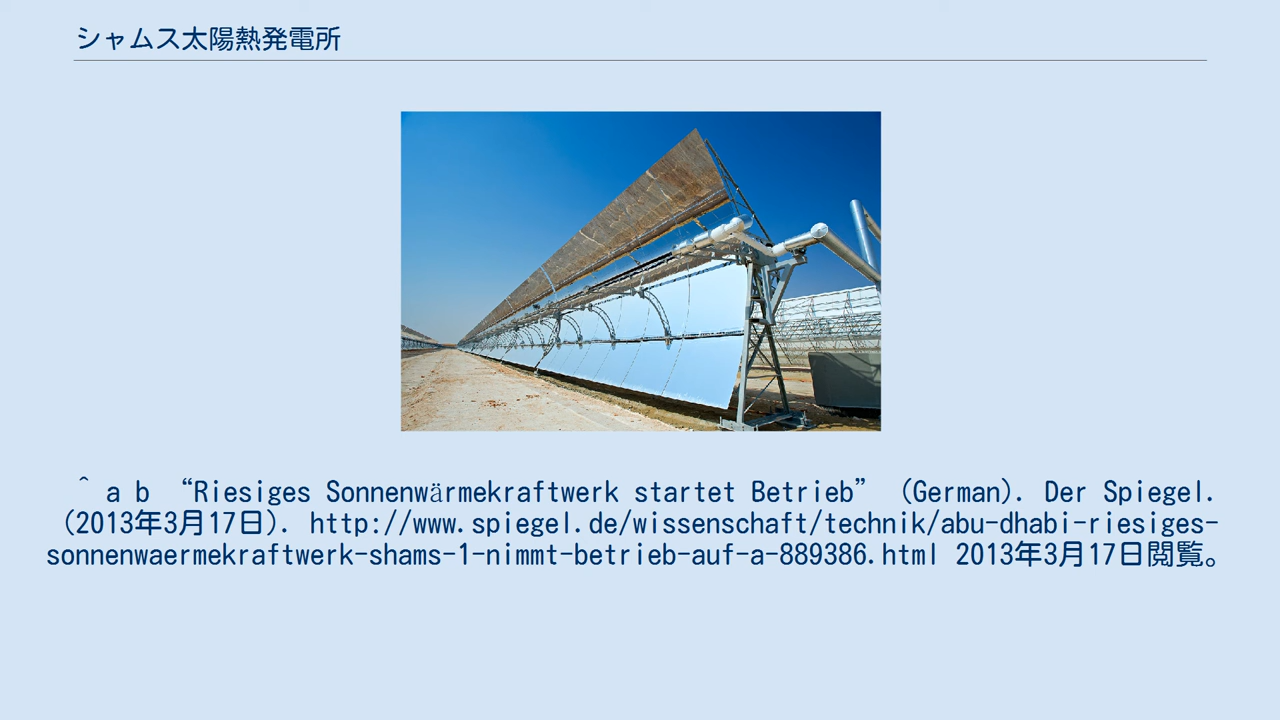 シャムス太陽熱発電所
^ a b “Riesiges Sonnenwärmekraftwerk startet Betrieb” (German). Der Spiegel.
(2013年3月17日). http://www.spiegel.de/wissenschaft/technik/abu-dhabi-riesiges-
sonnenwaermekraftwerk-shams-1-nimmt-betrieb-auf-a-889386.html 2013年3月17日閲覧。